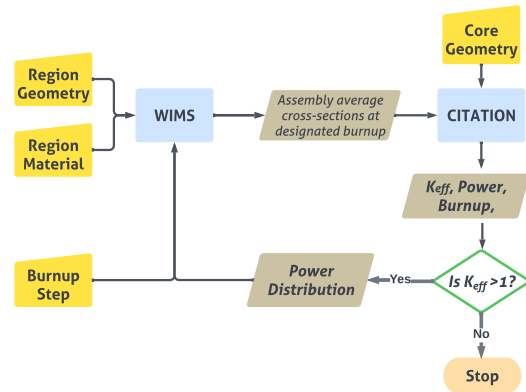 Core
Geometry
Region
Geometry
WIMS
Assembly average
cross-sections at
designated burnup
CITATION
Region
Material
Keff, Power,
Burnup,
Burnup
Step
Power
Distribution
Yes
Is Keff >1?
No
Stop